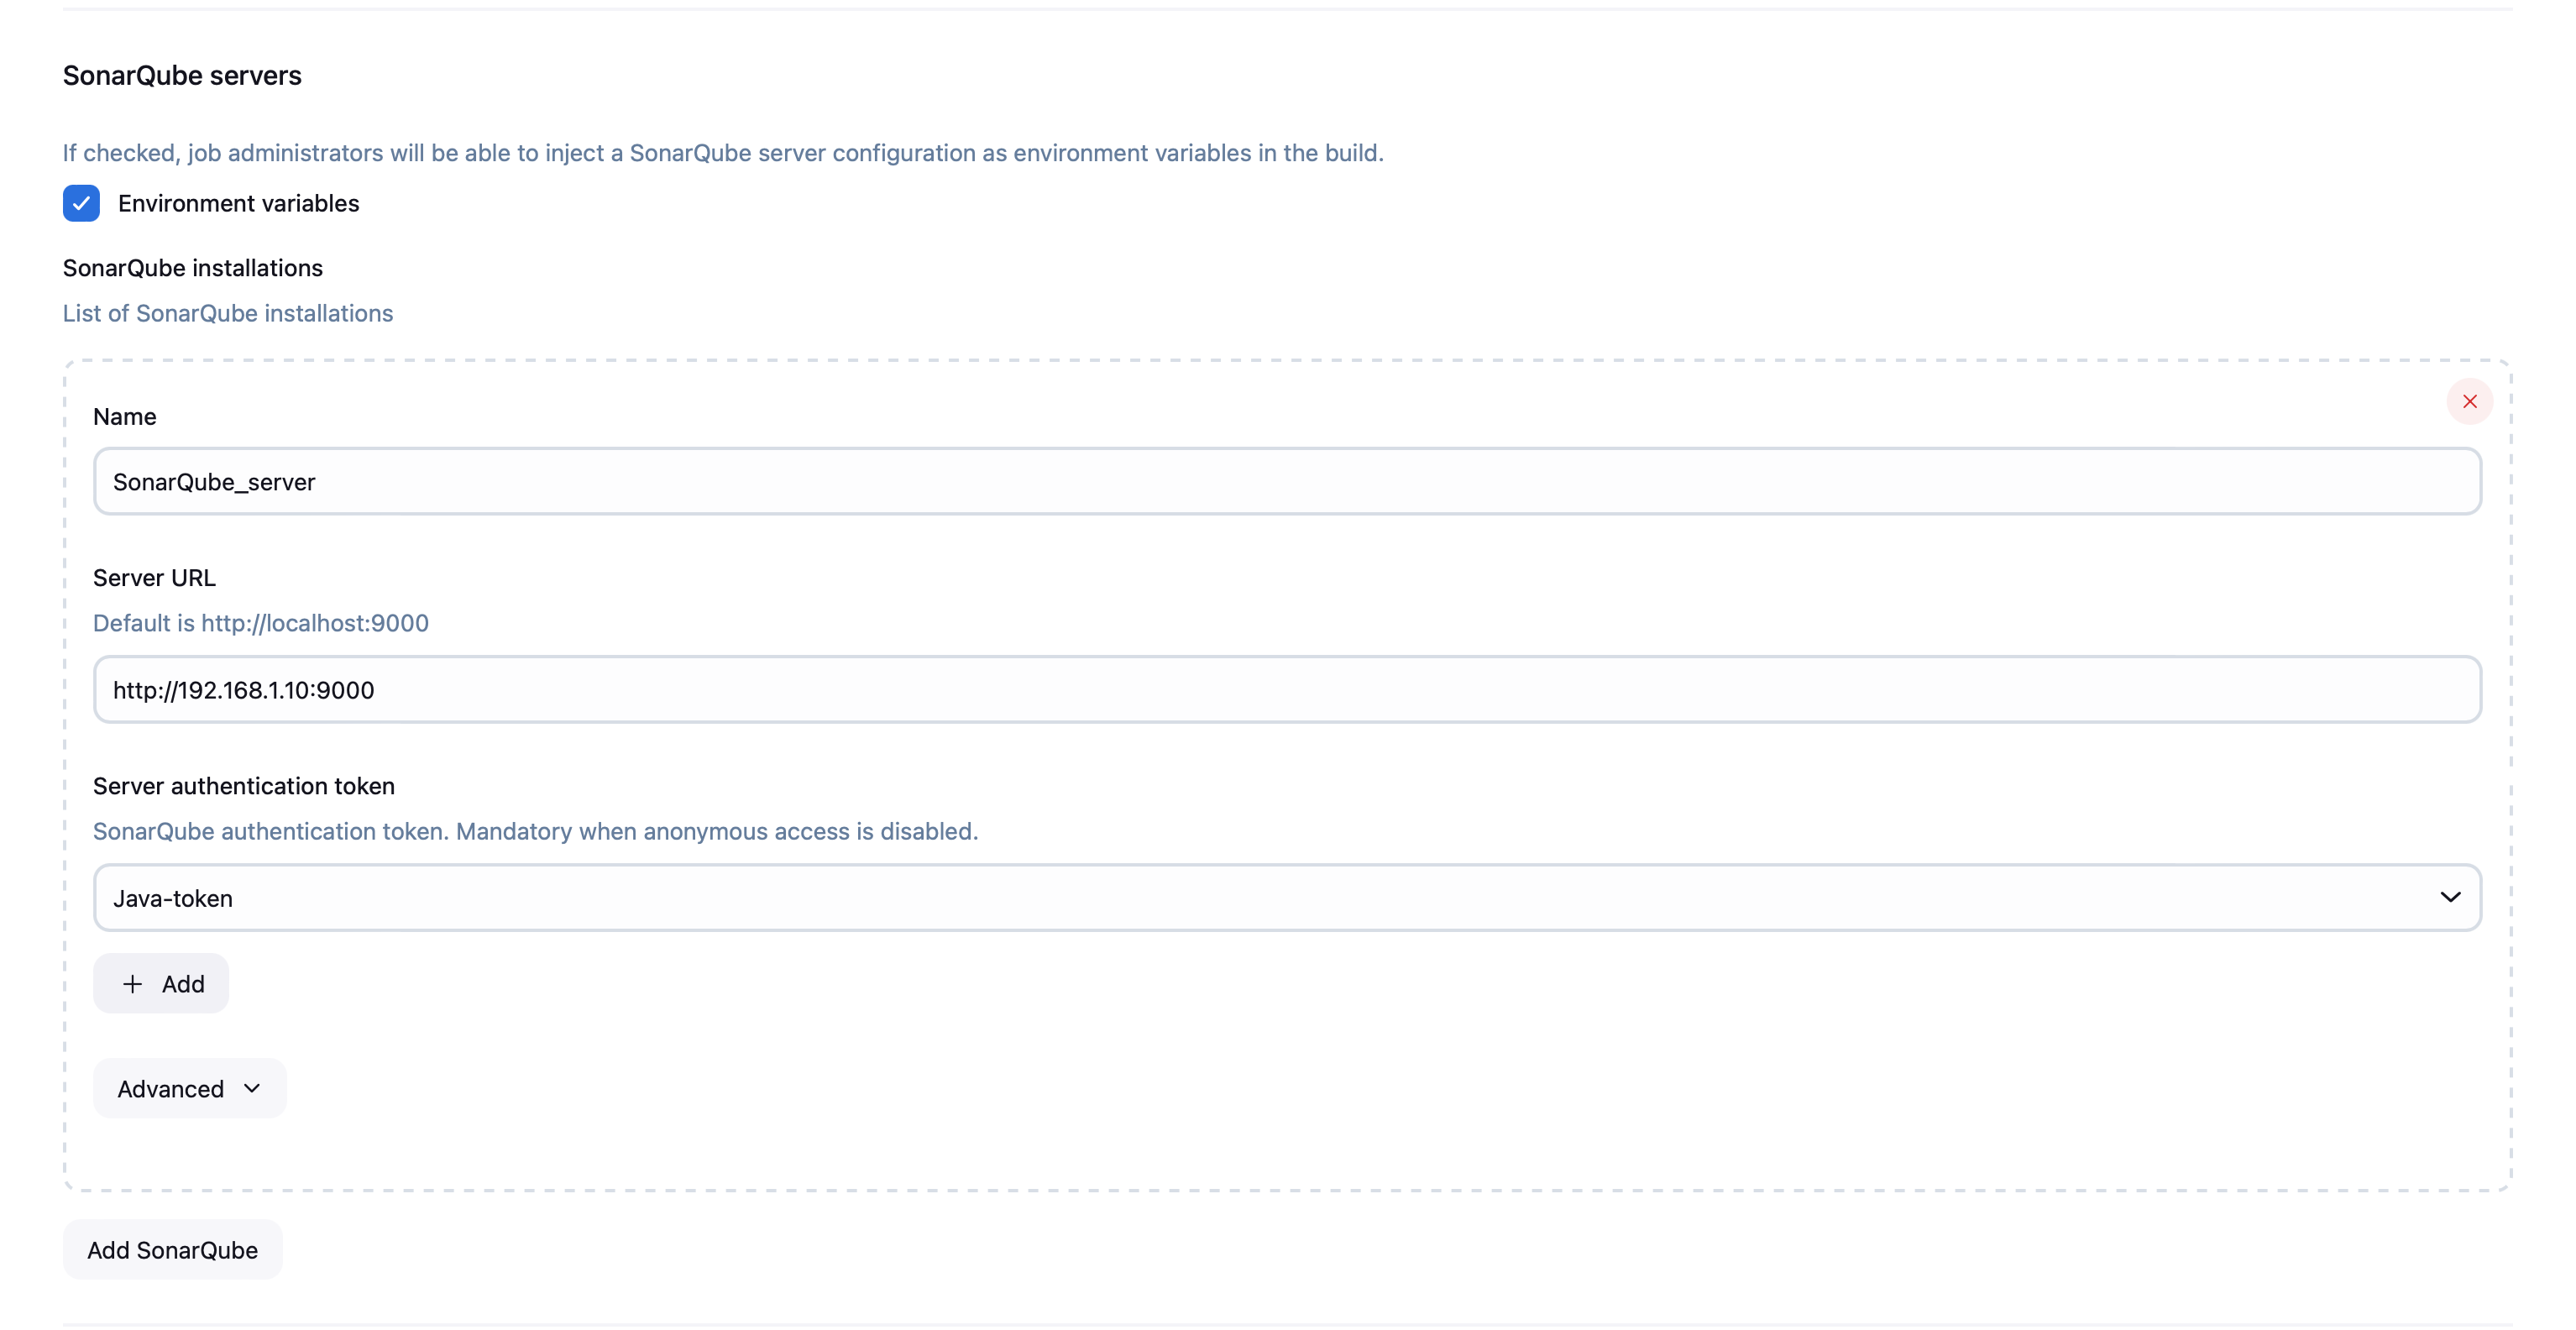 SonarQube servers
If checked, job administrators will be able to inject a SonarQube server configuration as environment variables in the build.
Environment variables
SonarQube installations
List of SonarQube installations
Name
SonarQube_server
Server URL
Default is http://localhost:9000
http://192.168.1.10:9000
Server authentication token
SonarQube authentication token. Mandatory when anonymous access is disabled.
Java-token
+ Add
Advanced
Add SonarQube